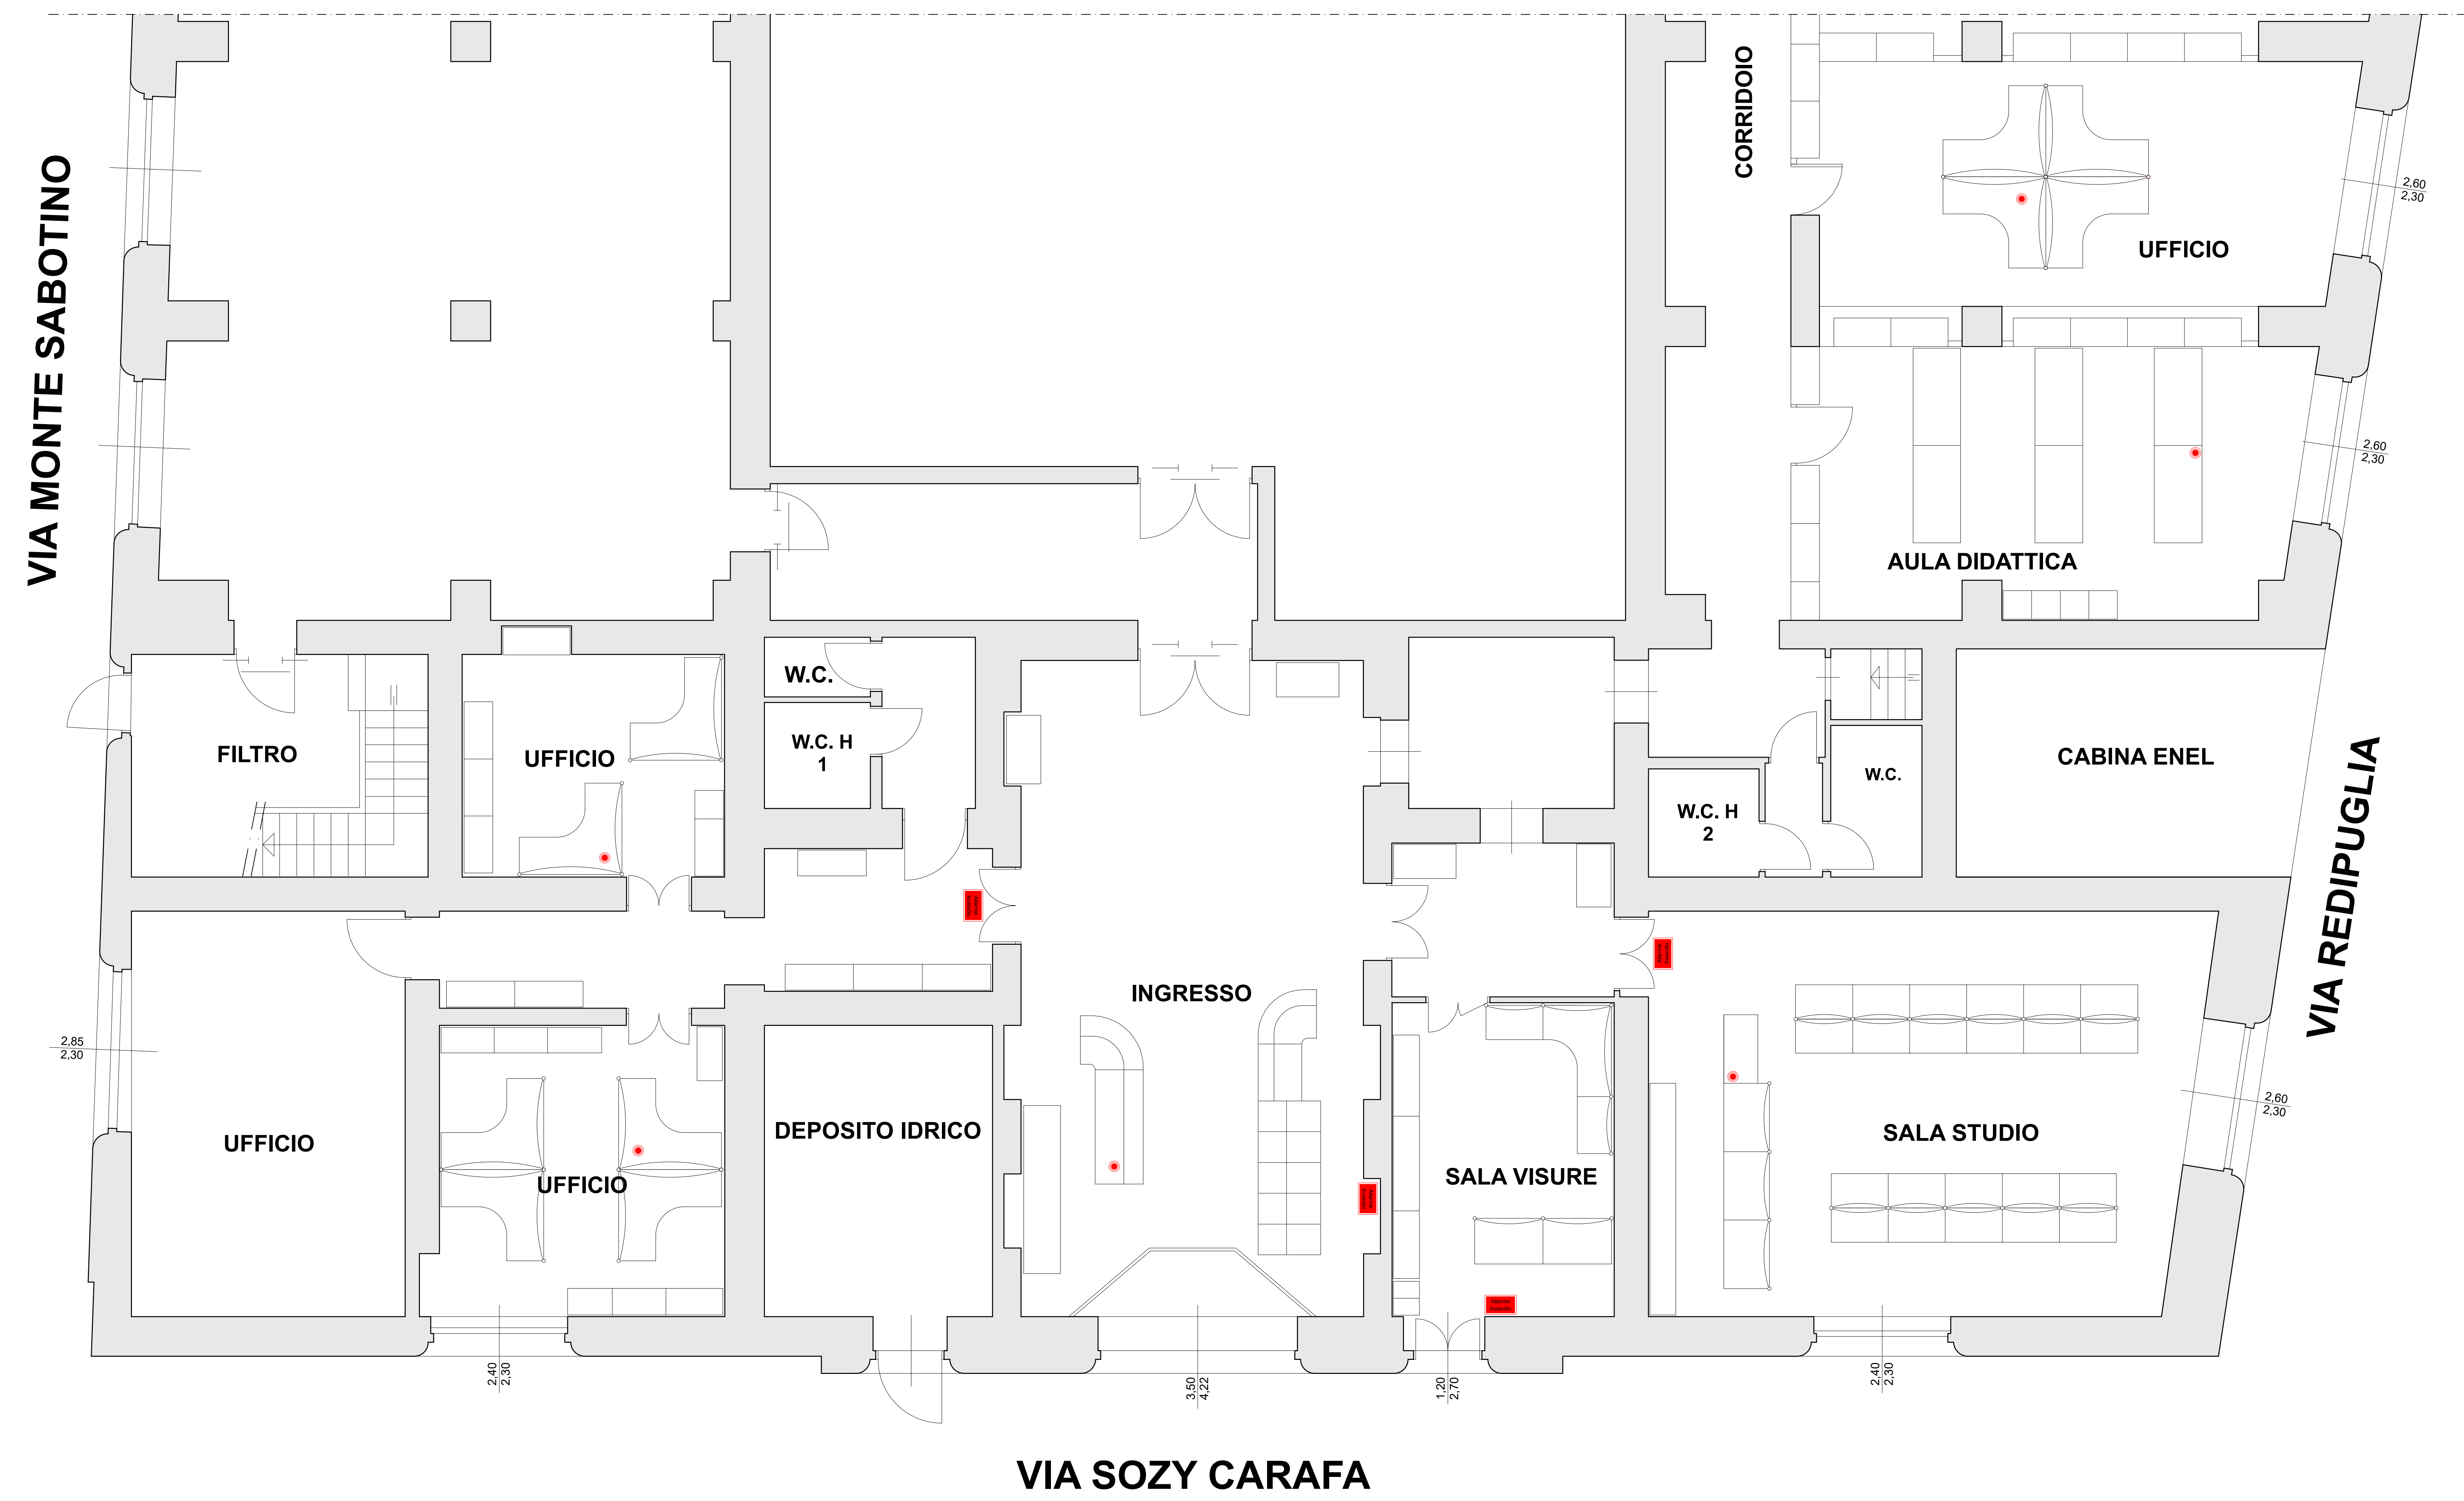 CORRIDOIO
VIA MONTE SABOTINO
2,60
2,30
UFFICIO
2,60
2,30
AULA DIDATTICA
W.C.
W.C. H
1
FILTRO
UFFICIO
W.C.
CABINA ENEL
W.C. H
2
VIA REDIPUGLIA
INGRESSO
2,85
2,30
2,60
2,30
UFFICIO
DEPOSITO IDRICO
SALA STUDIO
UFFICIO
SALA VISURE
2,40
2,30
3,50
4,22
1,20
2,70
2,40
2,30
VIA SOZY CARAFA